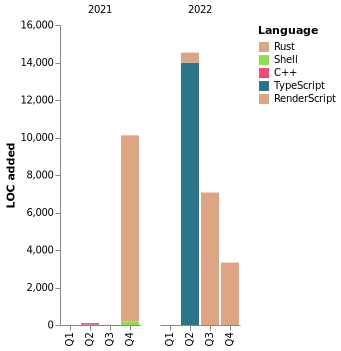 2021
2022
LOC added
16,000
14,000
12,000
10,000
8,000
6,000
4,000
2,000
0
Q1
Q2
Q3
Q4
Q1
Q2
Q3
Q4
Language
Rust
Shell
C++
TypeScript
RenderScript